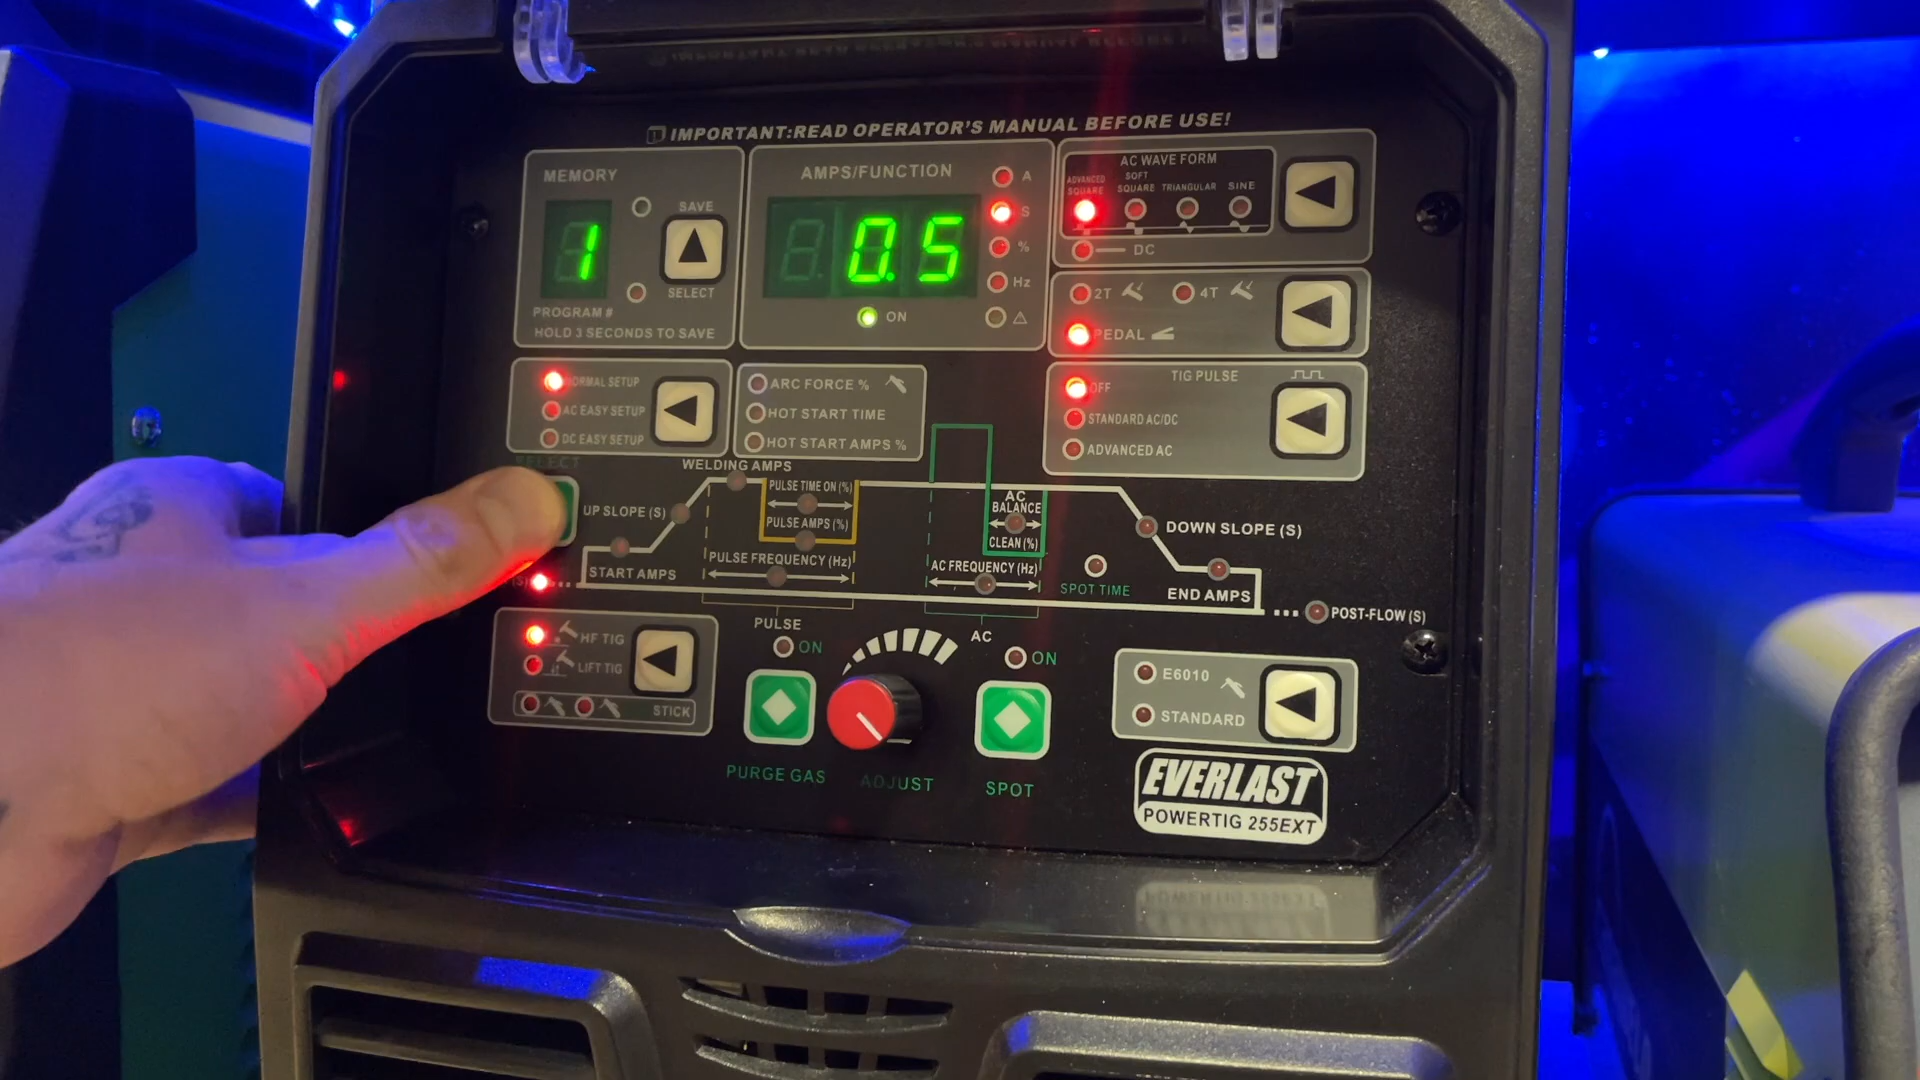 IMPORTANT:READ OPERATOR'S MANUAL BEFORE USE!
MEMORY
SAVE
1
SELECT
PROGRAM #
HOLD 3 SECONDS TO SAVE
AMPS/FUNCTION
0.5
A
S
%
Hz
ON
AC WAVE FORM
ADVANCED SQUARE
SOFT SQUARE
TRIANGULAR
SINE
DC
2T
4T
PEDAL
NORMAL SETUP
AC EASY SETUP
DC EASY SETUP
ARC FORCE %
HOT START TIME
HOT START AMPS %
TIG PULSE
OFF
STANDARD AC/DC
ADVANCED AC
SELECT
WELDING AMPS
UP SLOPE (S)
START AMPS
PULSE TIME ON (%)
PULSE AMPS (%)
PULSE FREQUENCY (Hz)
AC BALANCE
CLEAN (%)
AC FREQUENCY (Hz)
SPOT TIME
DOWN SLOPE (S)
END AMPS
POST-FLOW (S)
HF TIG
LIFT TIG
STICK
PULSE
ON
PURGE GAS
ADJUST
AC
ON
SPOT
E6010
STANDARD
EVERLAST
POWERTIG 255EXT